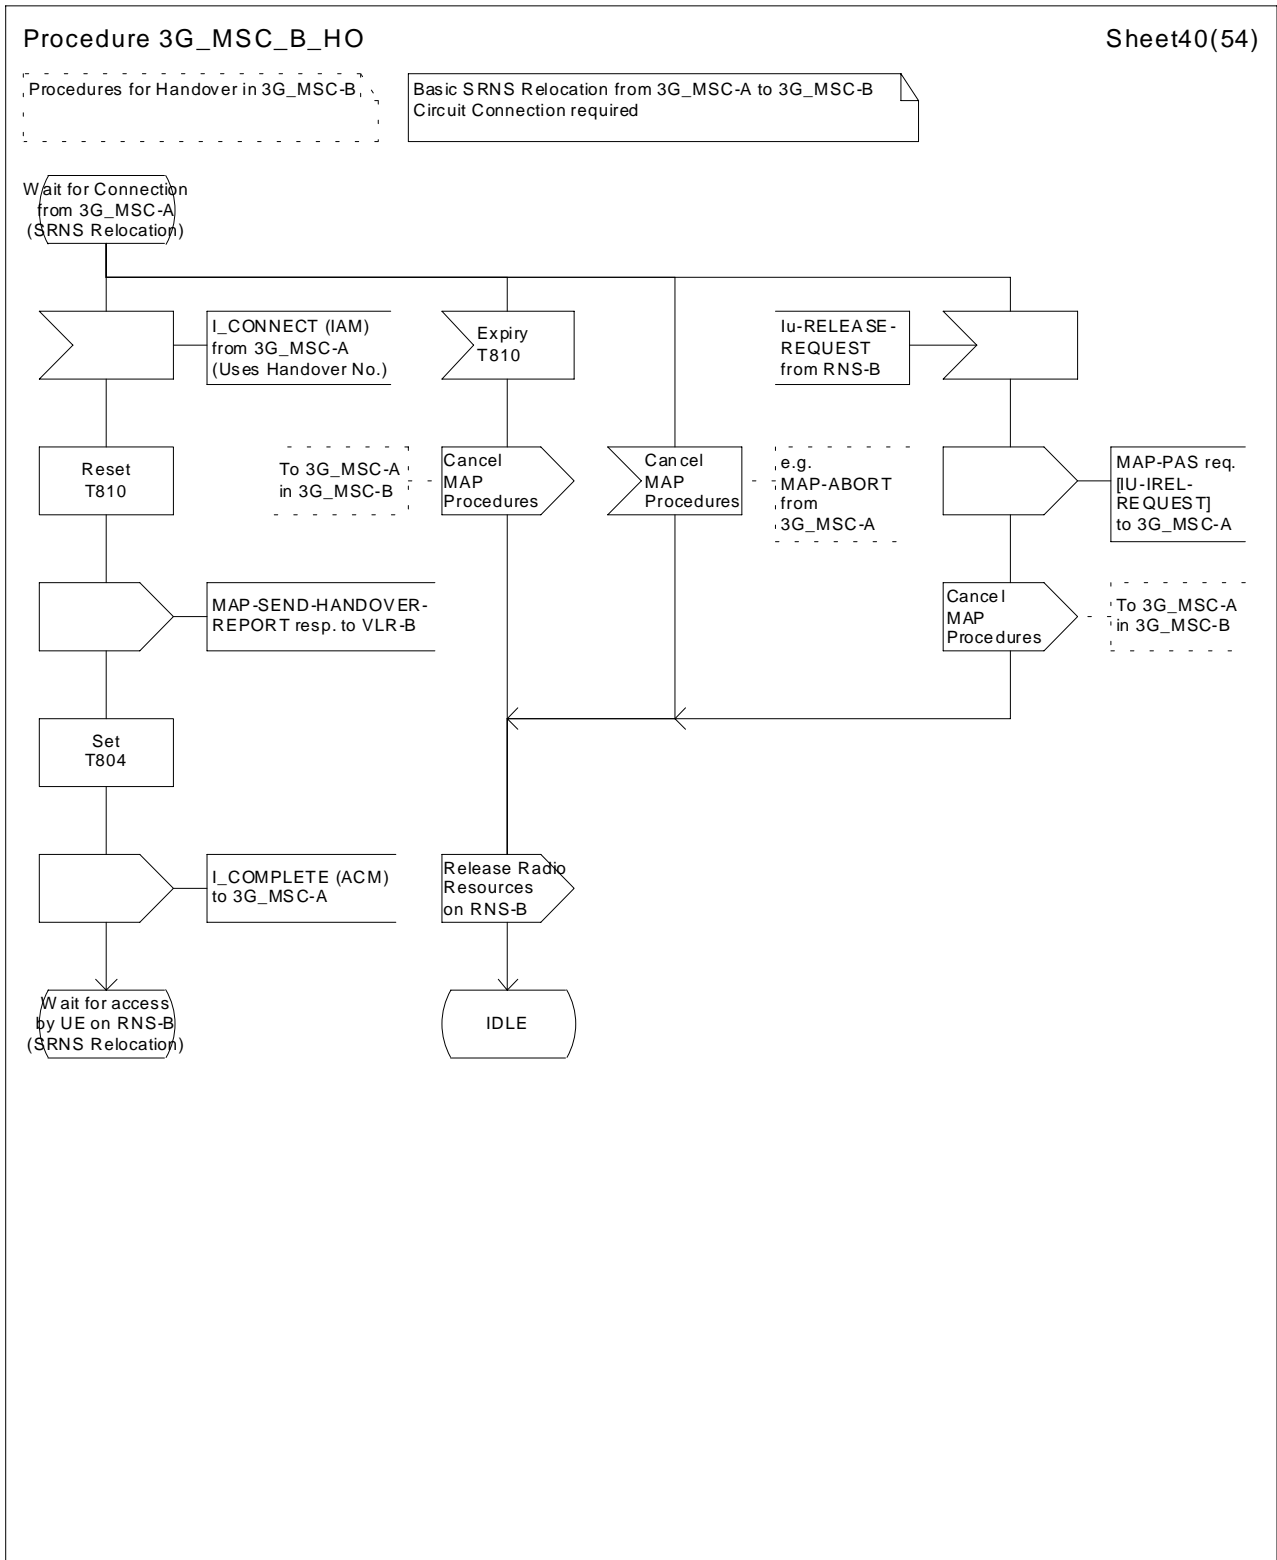 Procedure 3G_MSC_B_HO
Sheet40(54)
Procedures for Handover in 3G_MSC-B
Basic SRNS Relocation from 3G_MSC-A to 3G_MSC-B
Circuit Connection required
Wait for Connection
from 3G_MSC-A
(SRNS Relocation)
I_CONNECT (IAM)
from 3G_MSC-A
(Uses Handover No.)
Expiry
T810
Iu-RELEASE-
REQUEST
from RNS-B
Reset
T810
To 3G_MSC-A
in 3G_MSC-B
Cancel
MAP
Procedures
Cancel
MAP
Procedures
e.g.
MAP-ABORT
from
3G_MSC-A
MAP-PAS req.
[IU-IREL-
REQUEST]
to 3G_MSC-A
MAP-SEND-HANDOVER-
REPORT resp. to VLR-B
Cancel
MAP
Procedures
To 3G_MSC-A
in 3G_MSC-B
Set
T804
I_COMPLETE (ACM)
to 3G_MSC-A
Release Radio
Resources
on RNS-B
Wait for access
by UE on RNS-B
(SRNS Relocation)
IDLE